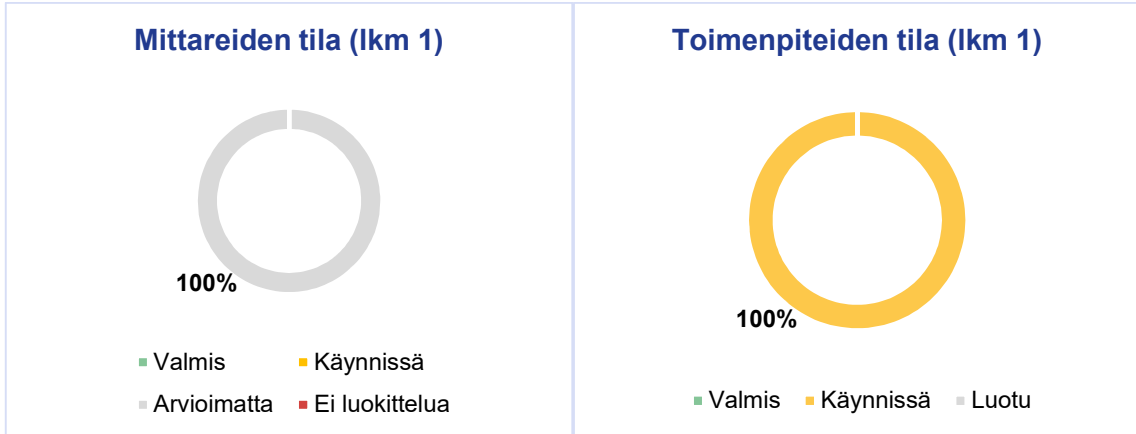 Mittareiden tila (lkm 1)
100%
Valmis
Käynnissä
Arvioimatta
Ei luokittelua
Toimenpiteiden tila (lkm 1)
100%
Valmis
Käynnissä
Luotu